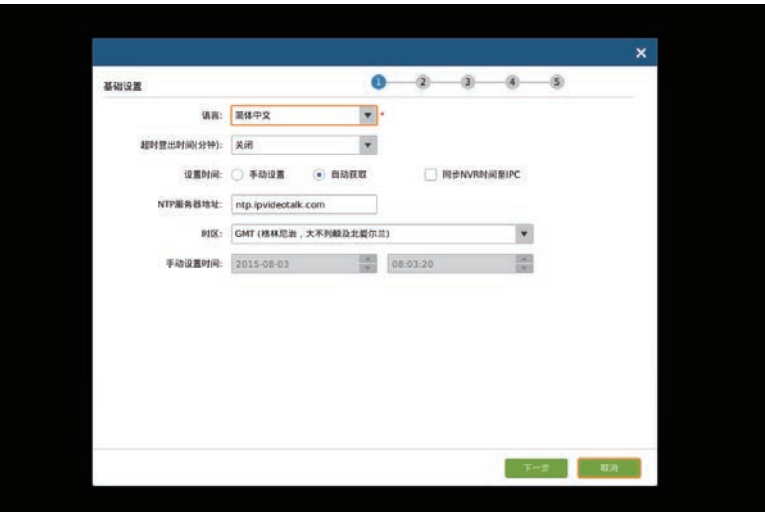 ×
基础设置 1 2 3 4 5
语言: 简体中文 *
超时登出时间(分钟): 关闭
设置时间: 手动设置 自动获取 同步NVR时间至IPC
NTP服务器地址: ntp.ipvideotalk.com
时区: GMT (格林尼治，大不列颠及北爱尔兰)
手动设置时间: 2015-08-03 08:03:20
下一步 取消